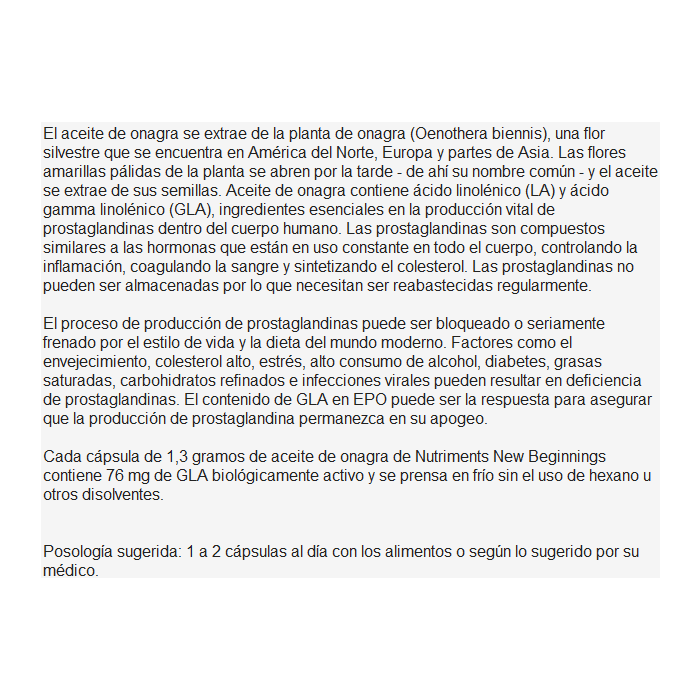 El aceite de onagra se extrae de la planta de onagra (Oenothera biennis), una flor
silvestre que se encuentra en América del Norte, Europa y partes de Asia. Las flores
amarillas pálidas de la planta se abren por la tarde - de ahí su nombre común - y el aceite
se extrae de sus semillas. Aceite de onagra contiene ácido linolénico (LA) y ácido
gamma linolénico (GLA), ingredientes esenciales en la producción vital de
prostaglandinas dentro del cuerpo humano. Las prostaglandinas son compuestos
similares a las hormonas que están en uso constante en todo el cuerpo, controlando la
inflamación, coagulando la sangre y sintetizando el colesterol. Las prostaglandinas no
pueden ser almacenadas por lo que necesitan ser reabastecidas regularmente.
El proceso de producción de prostaglandinas puede ser bloqueado o seriamente
frenado por el estilo de vida y la dieta del mundo moderno. Factores como el
envejecimiento, colesterol alto, estrés, alto consumo de alcohol, diabetes, grasas
saturadas, carbohidratos refinados e infecciones virales pueden resultar en deficiencia
de prostaglandinas. El contenido de GLA en EPO puede ser la respuesta para asegurar
que la producción de prostaglandina permanezca en su apogeo.
Cada cápsula de 1,3 gramos de aceite de onagra de Nutriments New Beginnings
contiene 76 mg de GLA biológicamente activo y se prensa en frío sin el uso de hexano u
otros disolventes.
Posología sugerida: 1 a 2 cápsulas al día con los alimentos o según lo sugerido por su
médico.